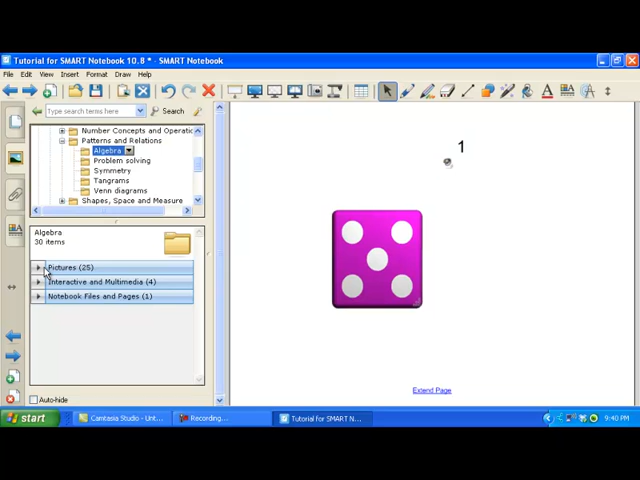 Tutorial for SMART Notebook 10.8 * - SMART Notebook
File Edit View Insert Format Draw Help
Type search terms here Search
Number Concepts and Operatio
Patterns and Relations
Algebra
Problem solving
Symmetry
Tangrams
Venn diagrams
Shapes, Space and Measure
Algebra
30 items
Pictures (25)
Interactive and Multimedia (4)
Notebook Files and Pages (1)
1
Extend Page
Auto-hide
start Camtasia Studio - Unt... Recording... Tutorial for SMART N... 9:40 PM